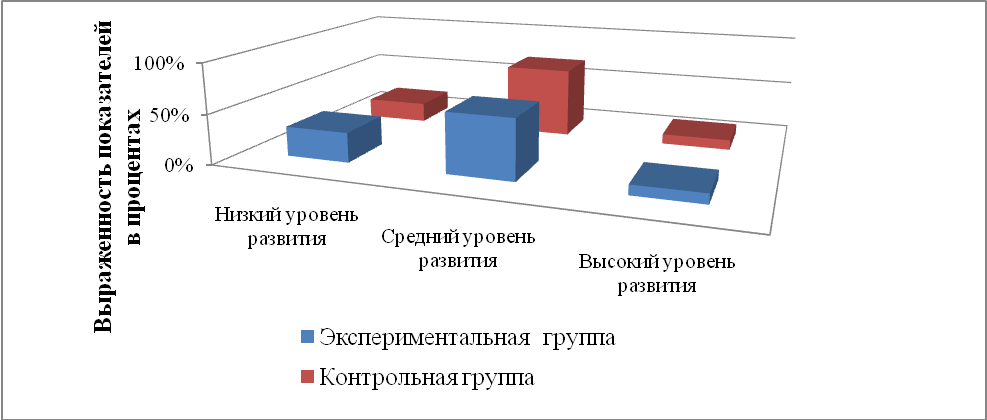 Выраженность показателей
в процентах
100%
50%
0%
Низкий уровень
развития
Средний уровень
развития
Высокий уровень
развития
Экспериментальная группа
Контрольная группа